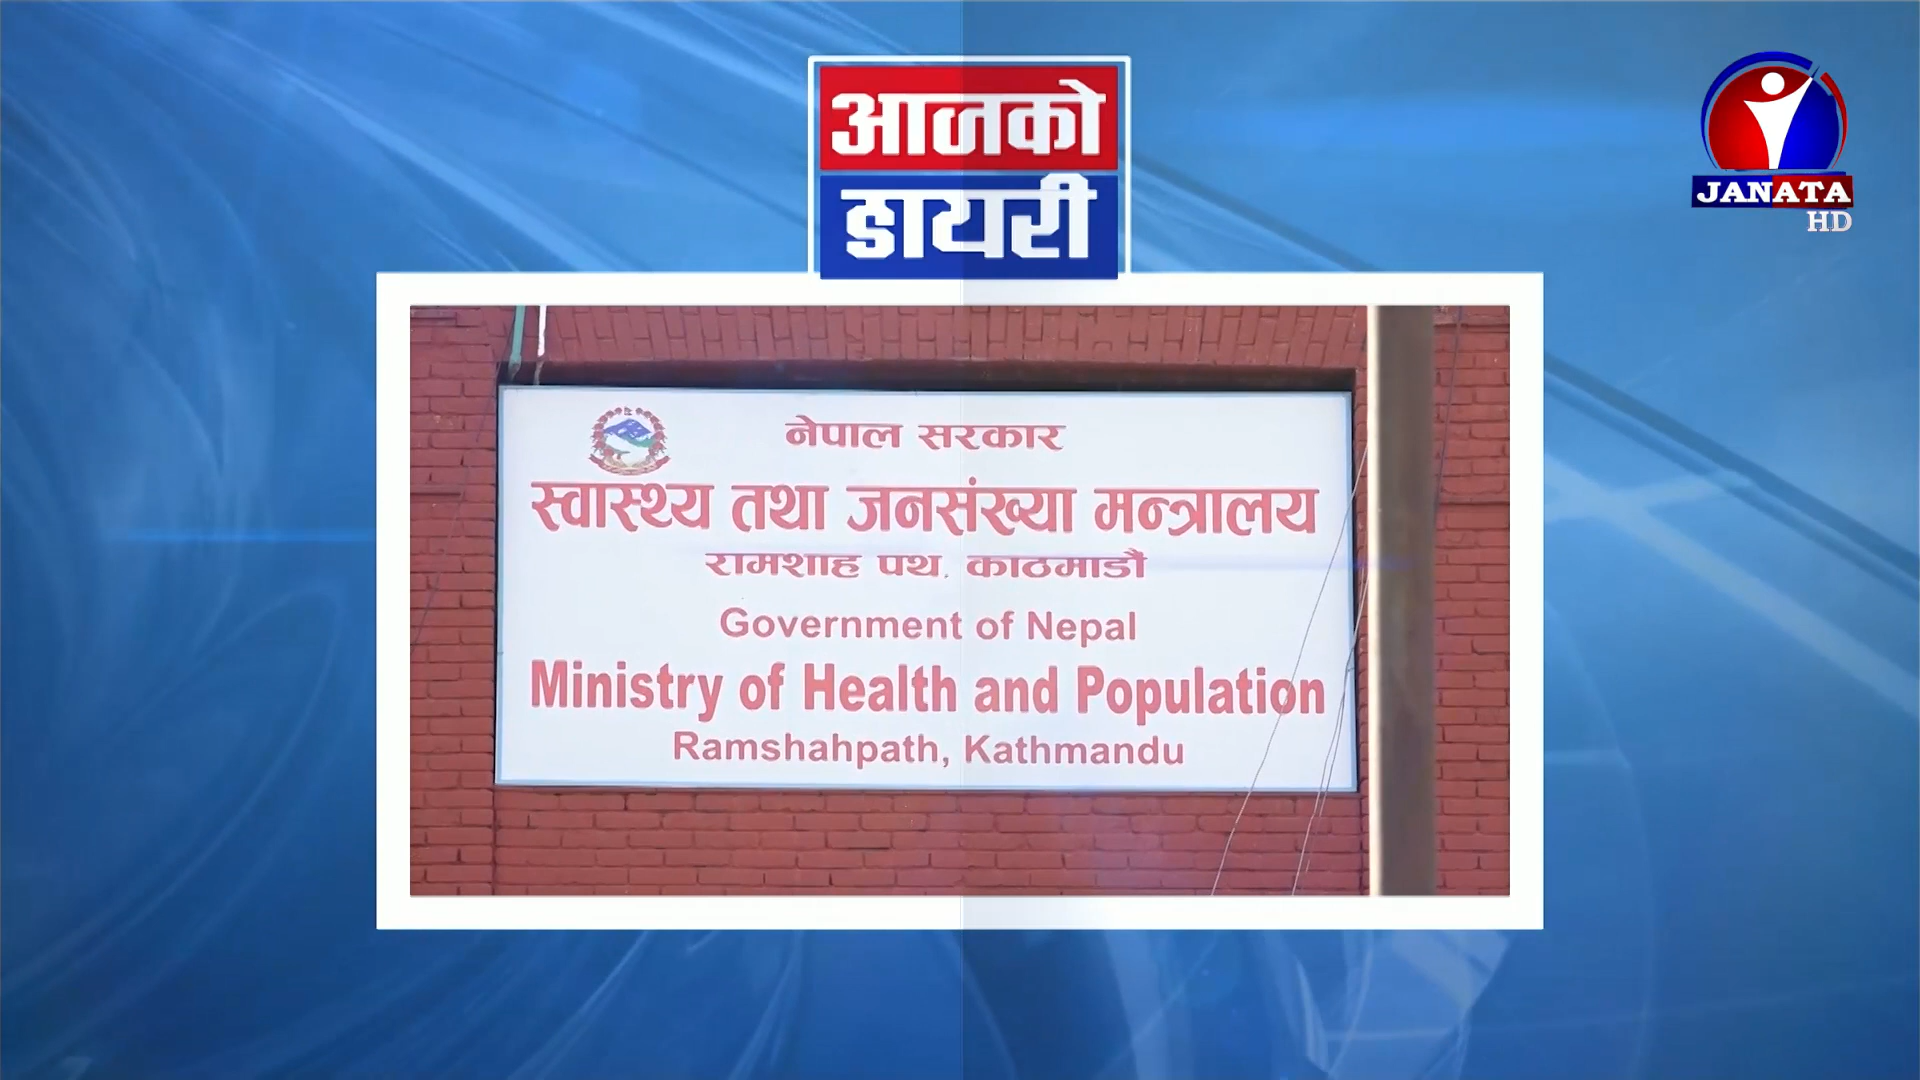 आजको
डायरी
JANATA
HD
नेपाल सरकार
स्वास्थ्य तथा जनसंख्या मन्त्रालय
रामशाह पथ, काठमाडौं
Government of Nepal
Ministry of Health and Population
Ramshahpath, Kathmandu